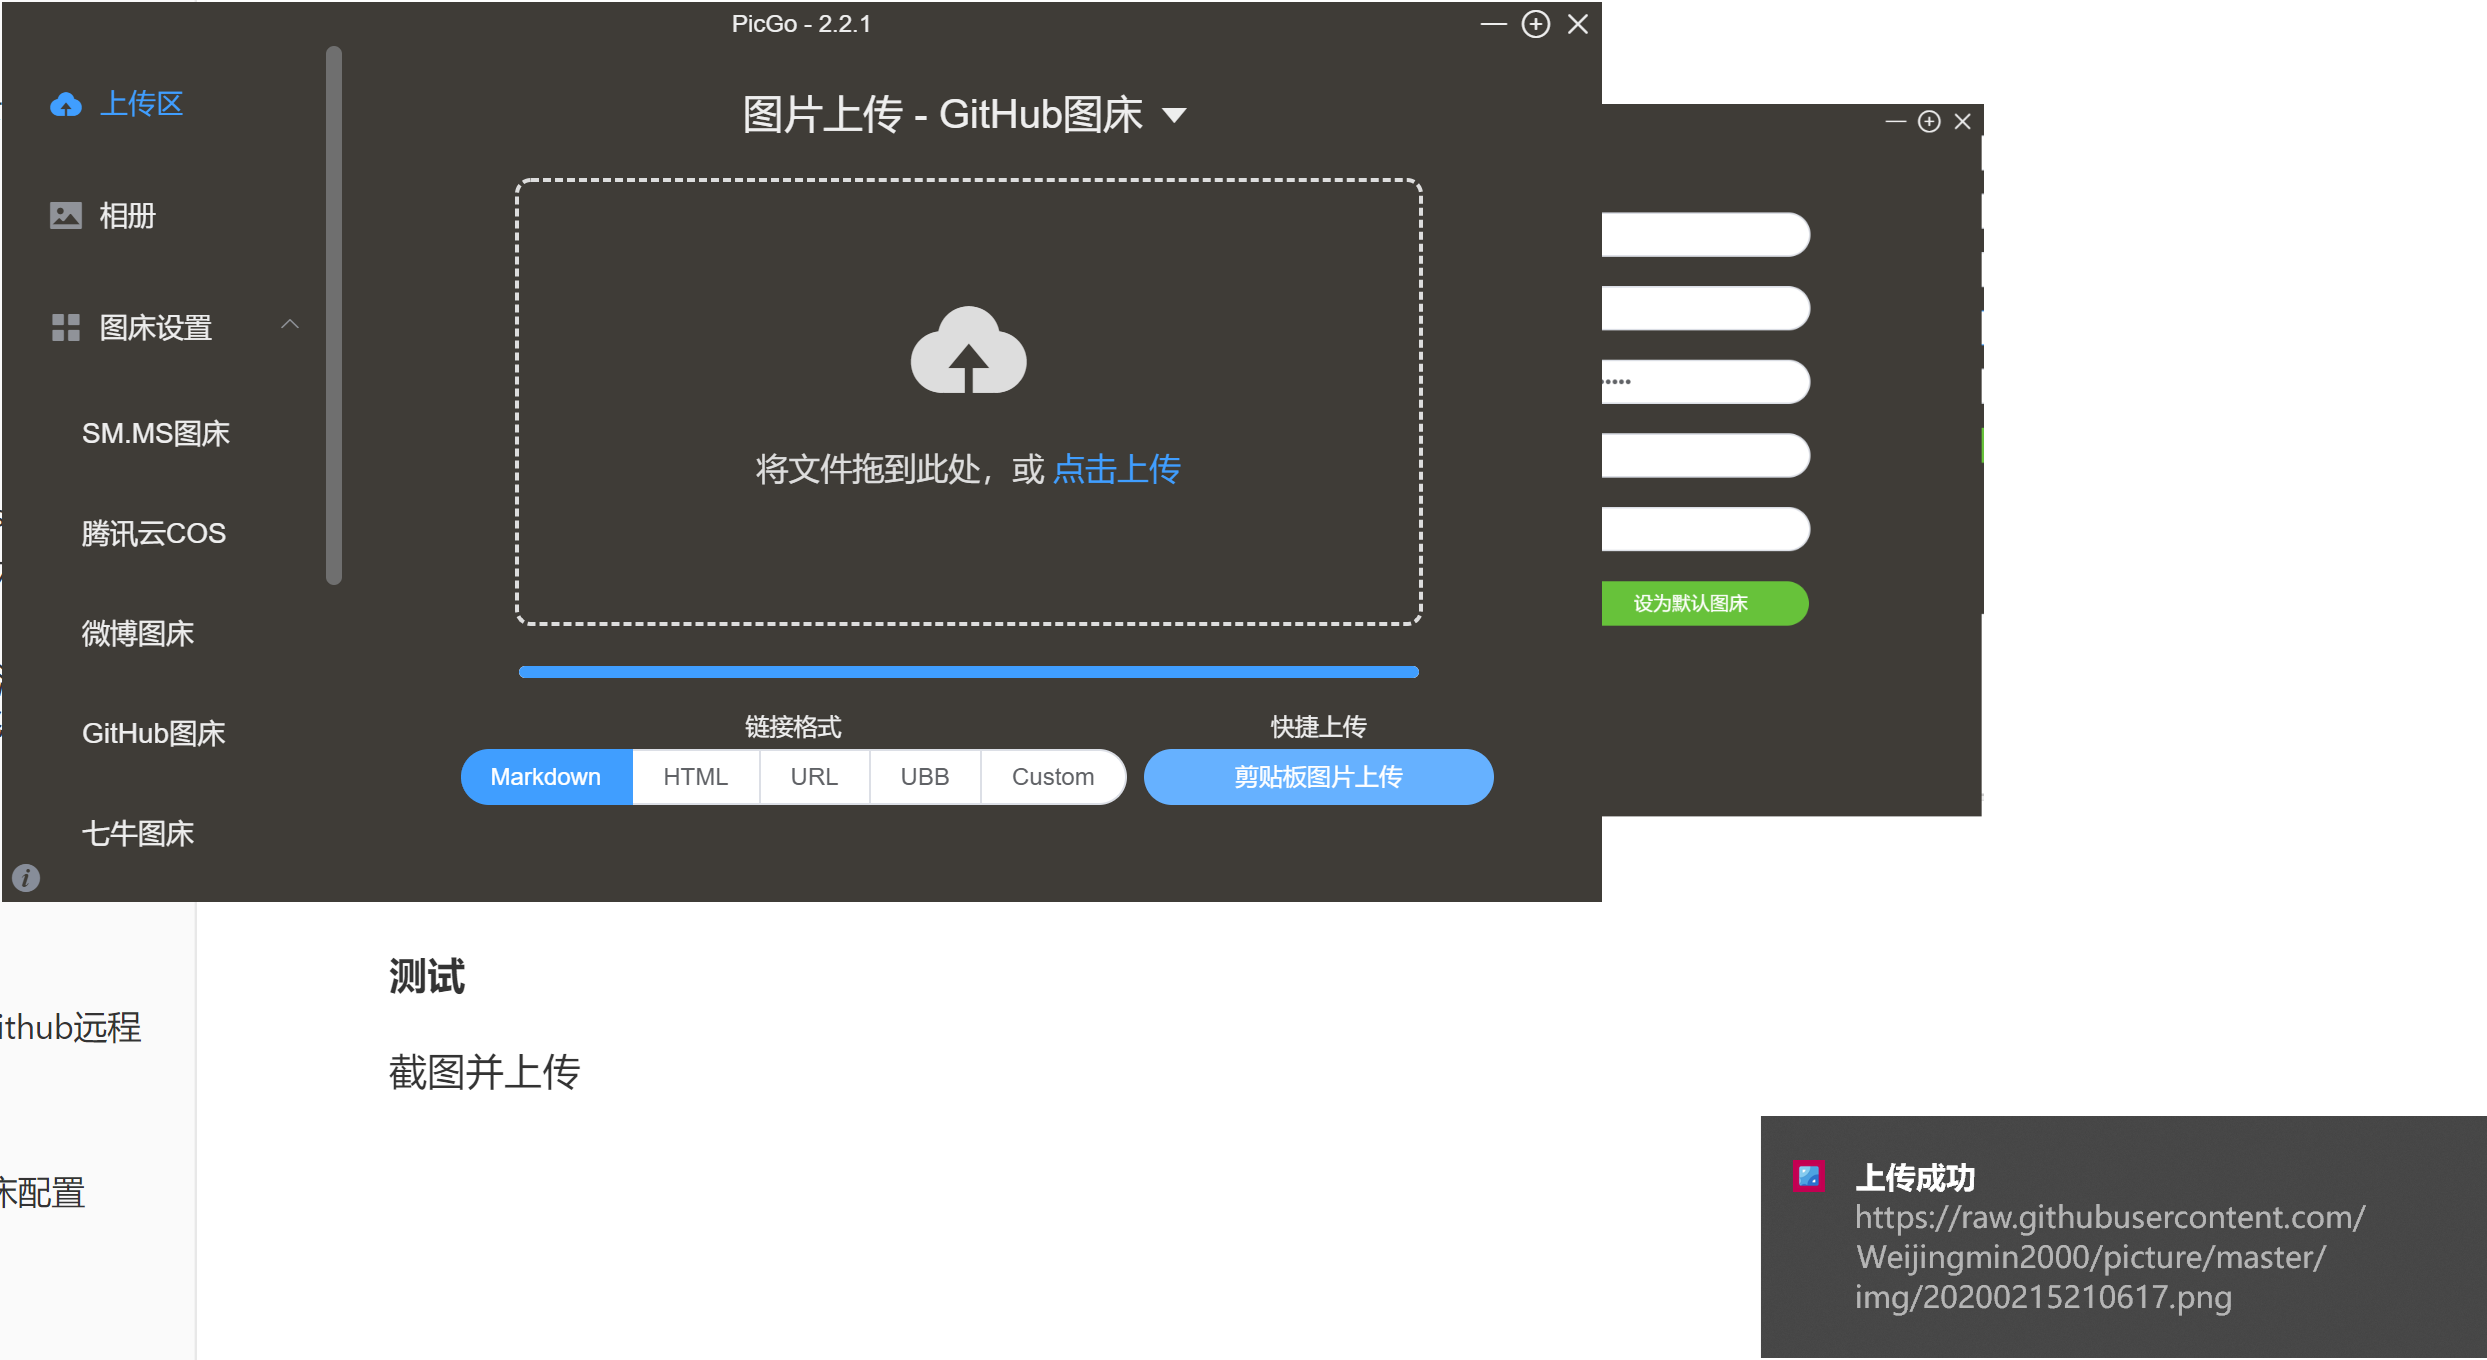 PicGo - 2.2.1
上传区
相册
图床设置
SM.MS图床
腾讯云COS
微博图床
GitHub图床
七牛图床
图片上传 - GitHub图床
将文件拖到此处，或 点击上传
链接格式
快捷上传
Markdown HTML URL UBB Custom
剪贴板图片上传
设为默认图床
测试
截图并上传
ithub远程
床配置
上传成功
https://raw.githubusercontent.com/
Weijingmin2000/picture/master/
img/20200215210617.png